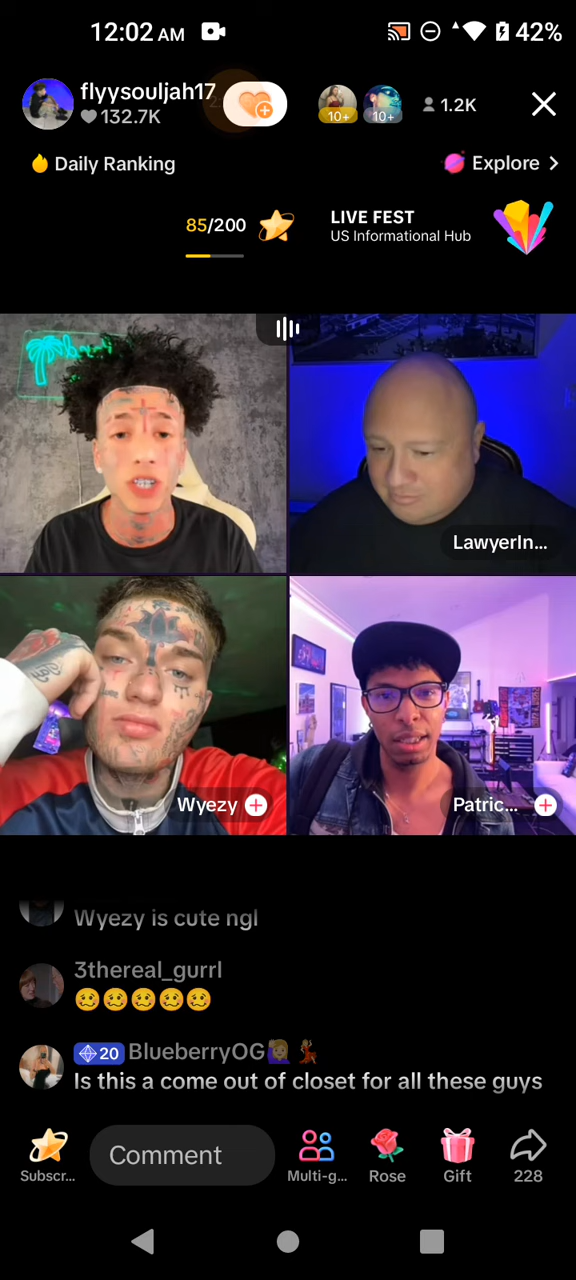 12:02 AM
42%
flyysouljah17
132.7K
10+
10+
1.2K
Daily Ranking
Explore >
85/200
LIVE FEST
US Informational Hub
LawyerIn...
Wyezy
Patric...
Wyezy is cute ngl
3thereal_gurrl
🥴🥴🥴🥴🥴
20 BlueberryOG🙋🏼‍♀️💃
Is this a come out of closet for all these guys
Subscr...
Comment
Multi-g...
Rose
Gift
228